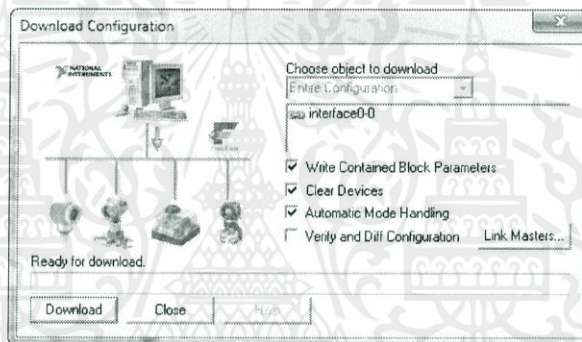 Download Configuration
NATIONAL INSTRUMENTS
Choose object to download
Entire Configuration
interface0-0
Write Contained Block Parameters
Clear Devices
Automatic Mode Handling
Verify and Diff Configuration
Link Masters...
Ready for download.
Download
Close
Help